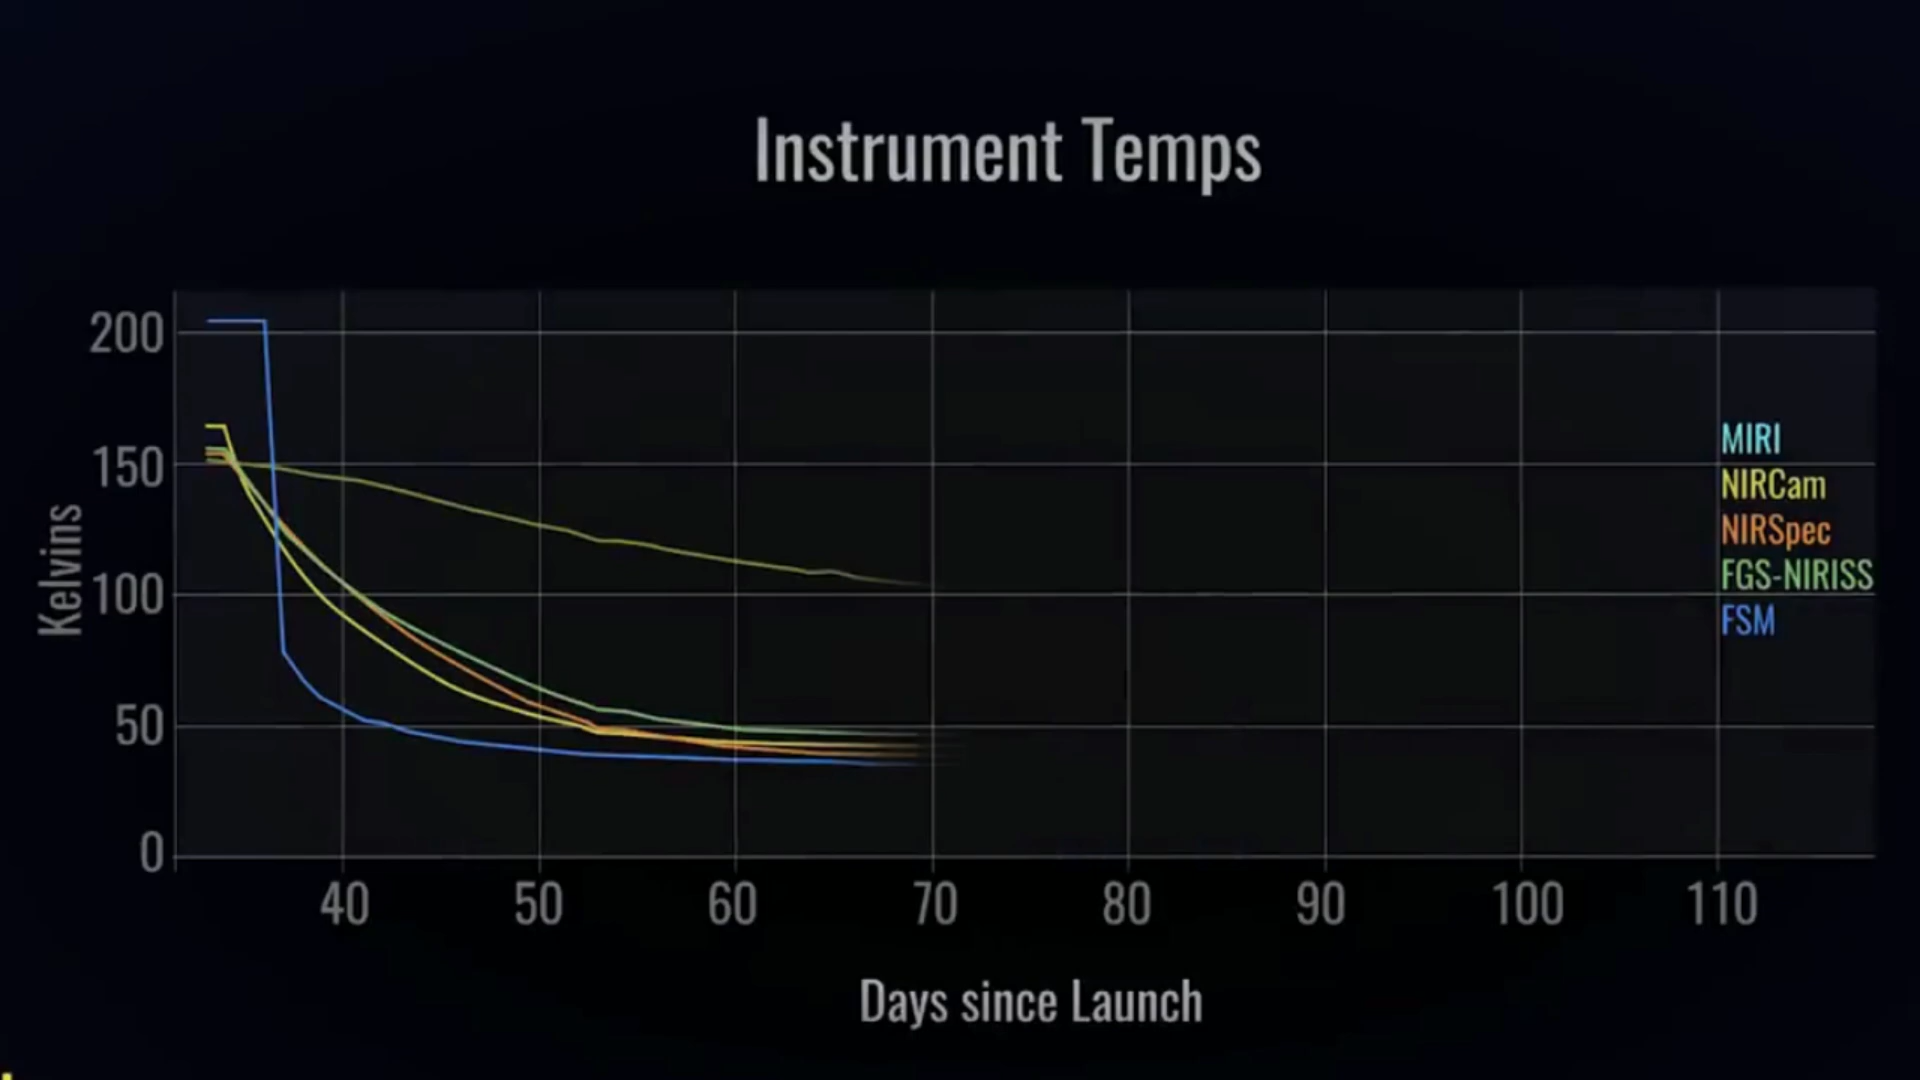 Instrument Temps
200
150
100
50
0
Kelvins
MIRI
NIRCam
NIRSpec
FGS-NIRISS
FSM
40 50 60 70 80 90 100 110
Days since Launch